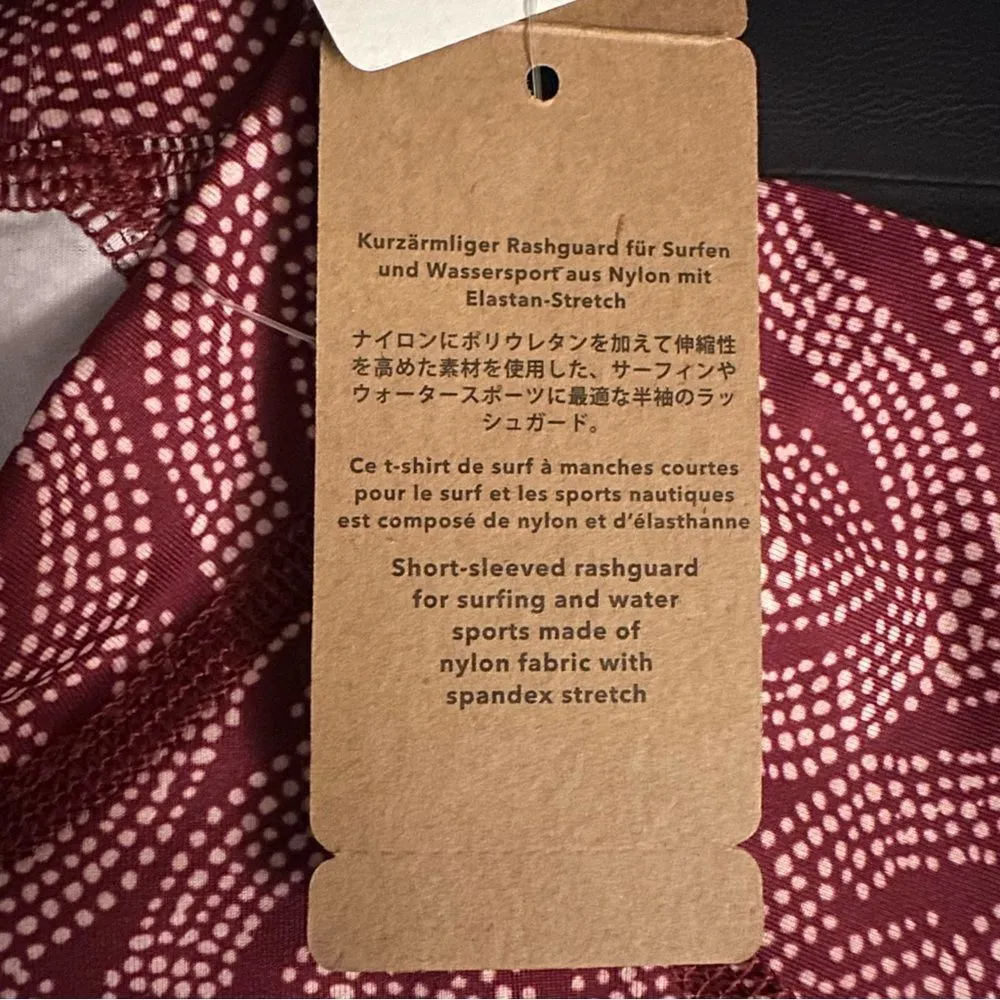 Kurzärmliger Rashguard für Surfen
und Wassersport aus Nylon mit
Elastan-Stretch
ナイロンにポリウレタンを加えて伸縮性
を高めた素材を使用した、サーフィンや
ウォータースポーツに最適な半袖のラッ
シュガード。
Ce t-shirt de surf à manches courtes
pour le surf et les sports nautiques
est composé de nylon et d’élasthanne
Short-sleeved rashguard
for surfing and water
sports made of
nylon fabric with
spandex stretch